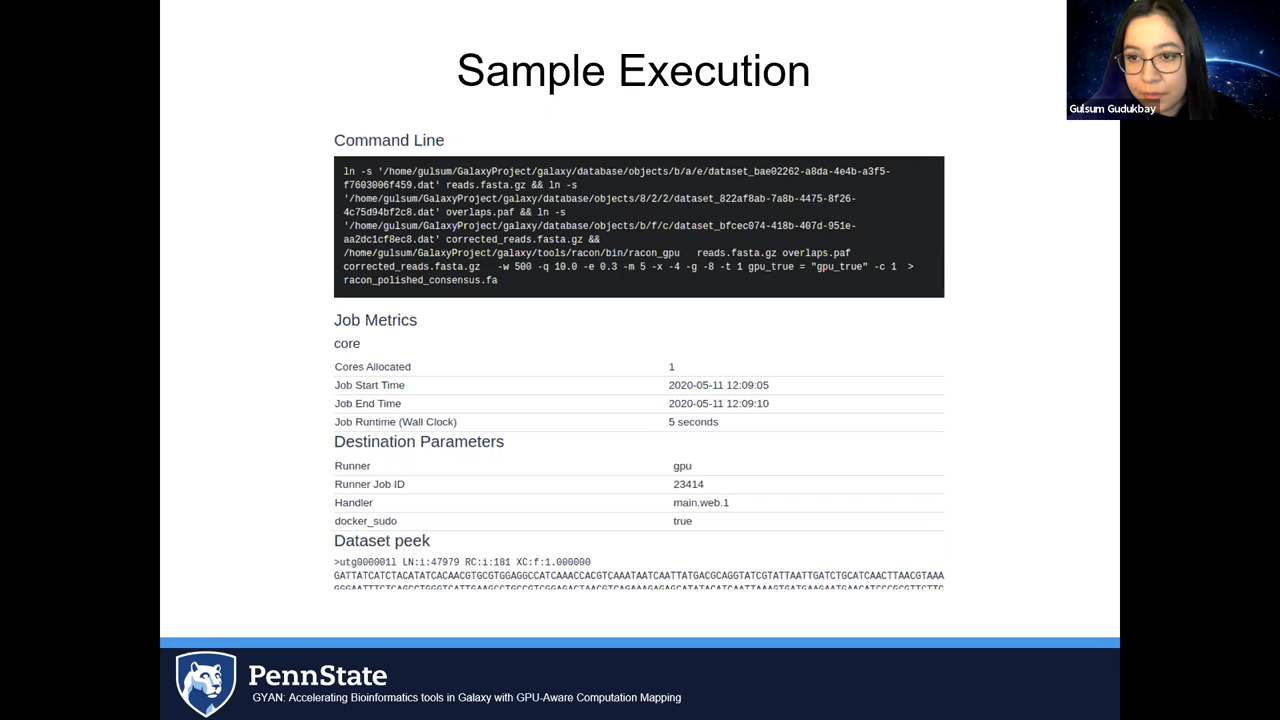 Sample Execution
Gulsum Gudukbay
Command Line
ln -s '/home/gulsum/GalaxyProject/galaxy/database/objects/b/a/e/dataset_bae02262-a8da-4e4b-a3f5-
f7603006f459.dat' reads.fasta.gz && ln -s
'/home/gulsum/GalaxyProject/galaxy/database/objects/8/2/2/dataset_822af8ab-7a8b-4475-8f26-
4c75d94bf2c8.dat' overlaps.paf && ln -s
'/home/gulsum/GalaxyProject/galaxy/database/objects/b/f/c/dataset_bfcec074-418b-407d-951e-
aa2dc1cf8ec8.dat' corrected_reads.fasta.gz &&
/home/gulsum/GalaxyProject/galaxy/tools/racon/bin/racon_gpu reads.fasta.gz overlaps.paf
corrected_reads.fasta.gz -w 500 -q 10.0 -e 0.3 -m 5 -x -4 -g -8 -t 1 gpu_true = "gpu_true" -c 1 >
racon_polished_consensus.fa
Job Metrics
core
Cores Allocated 1
Job Start Time 2020-05-11 12:09:05
Job End Time 2020-05-11 12:09:10
Job Runtime (Wall Clock) 5 seconds
Destination Parameters
Runner gpu
Runner Job ID 23414
Handler main.web.1
docker_sudo true
Dataset peek
>utg000001l LN:i:47979 RC:i:181 XC:f:1.000000
GATTATCATCTACATATCACAACGTGCGTGGAGGCCATCAAACCACGTCAAATAATCAATTATGACGCAGGTATCGTATTAATTGATCTGCATCAACTTAACGTAAA
PennState
GYAN: Accelerating Bioinformatics tools in Galaxy with GPU-Aware Computation Mapping